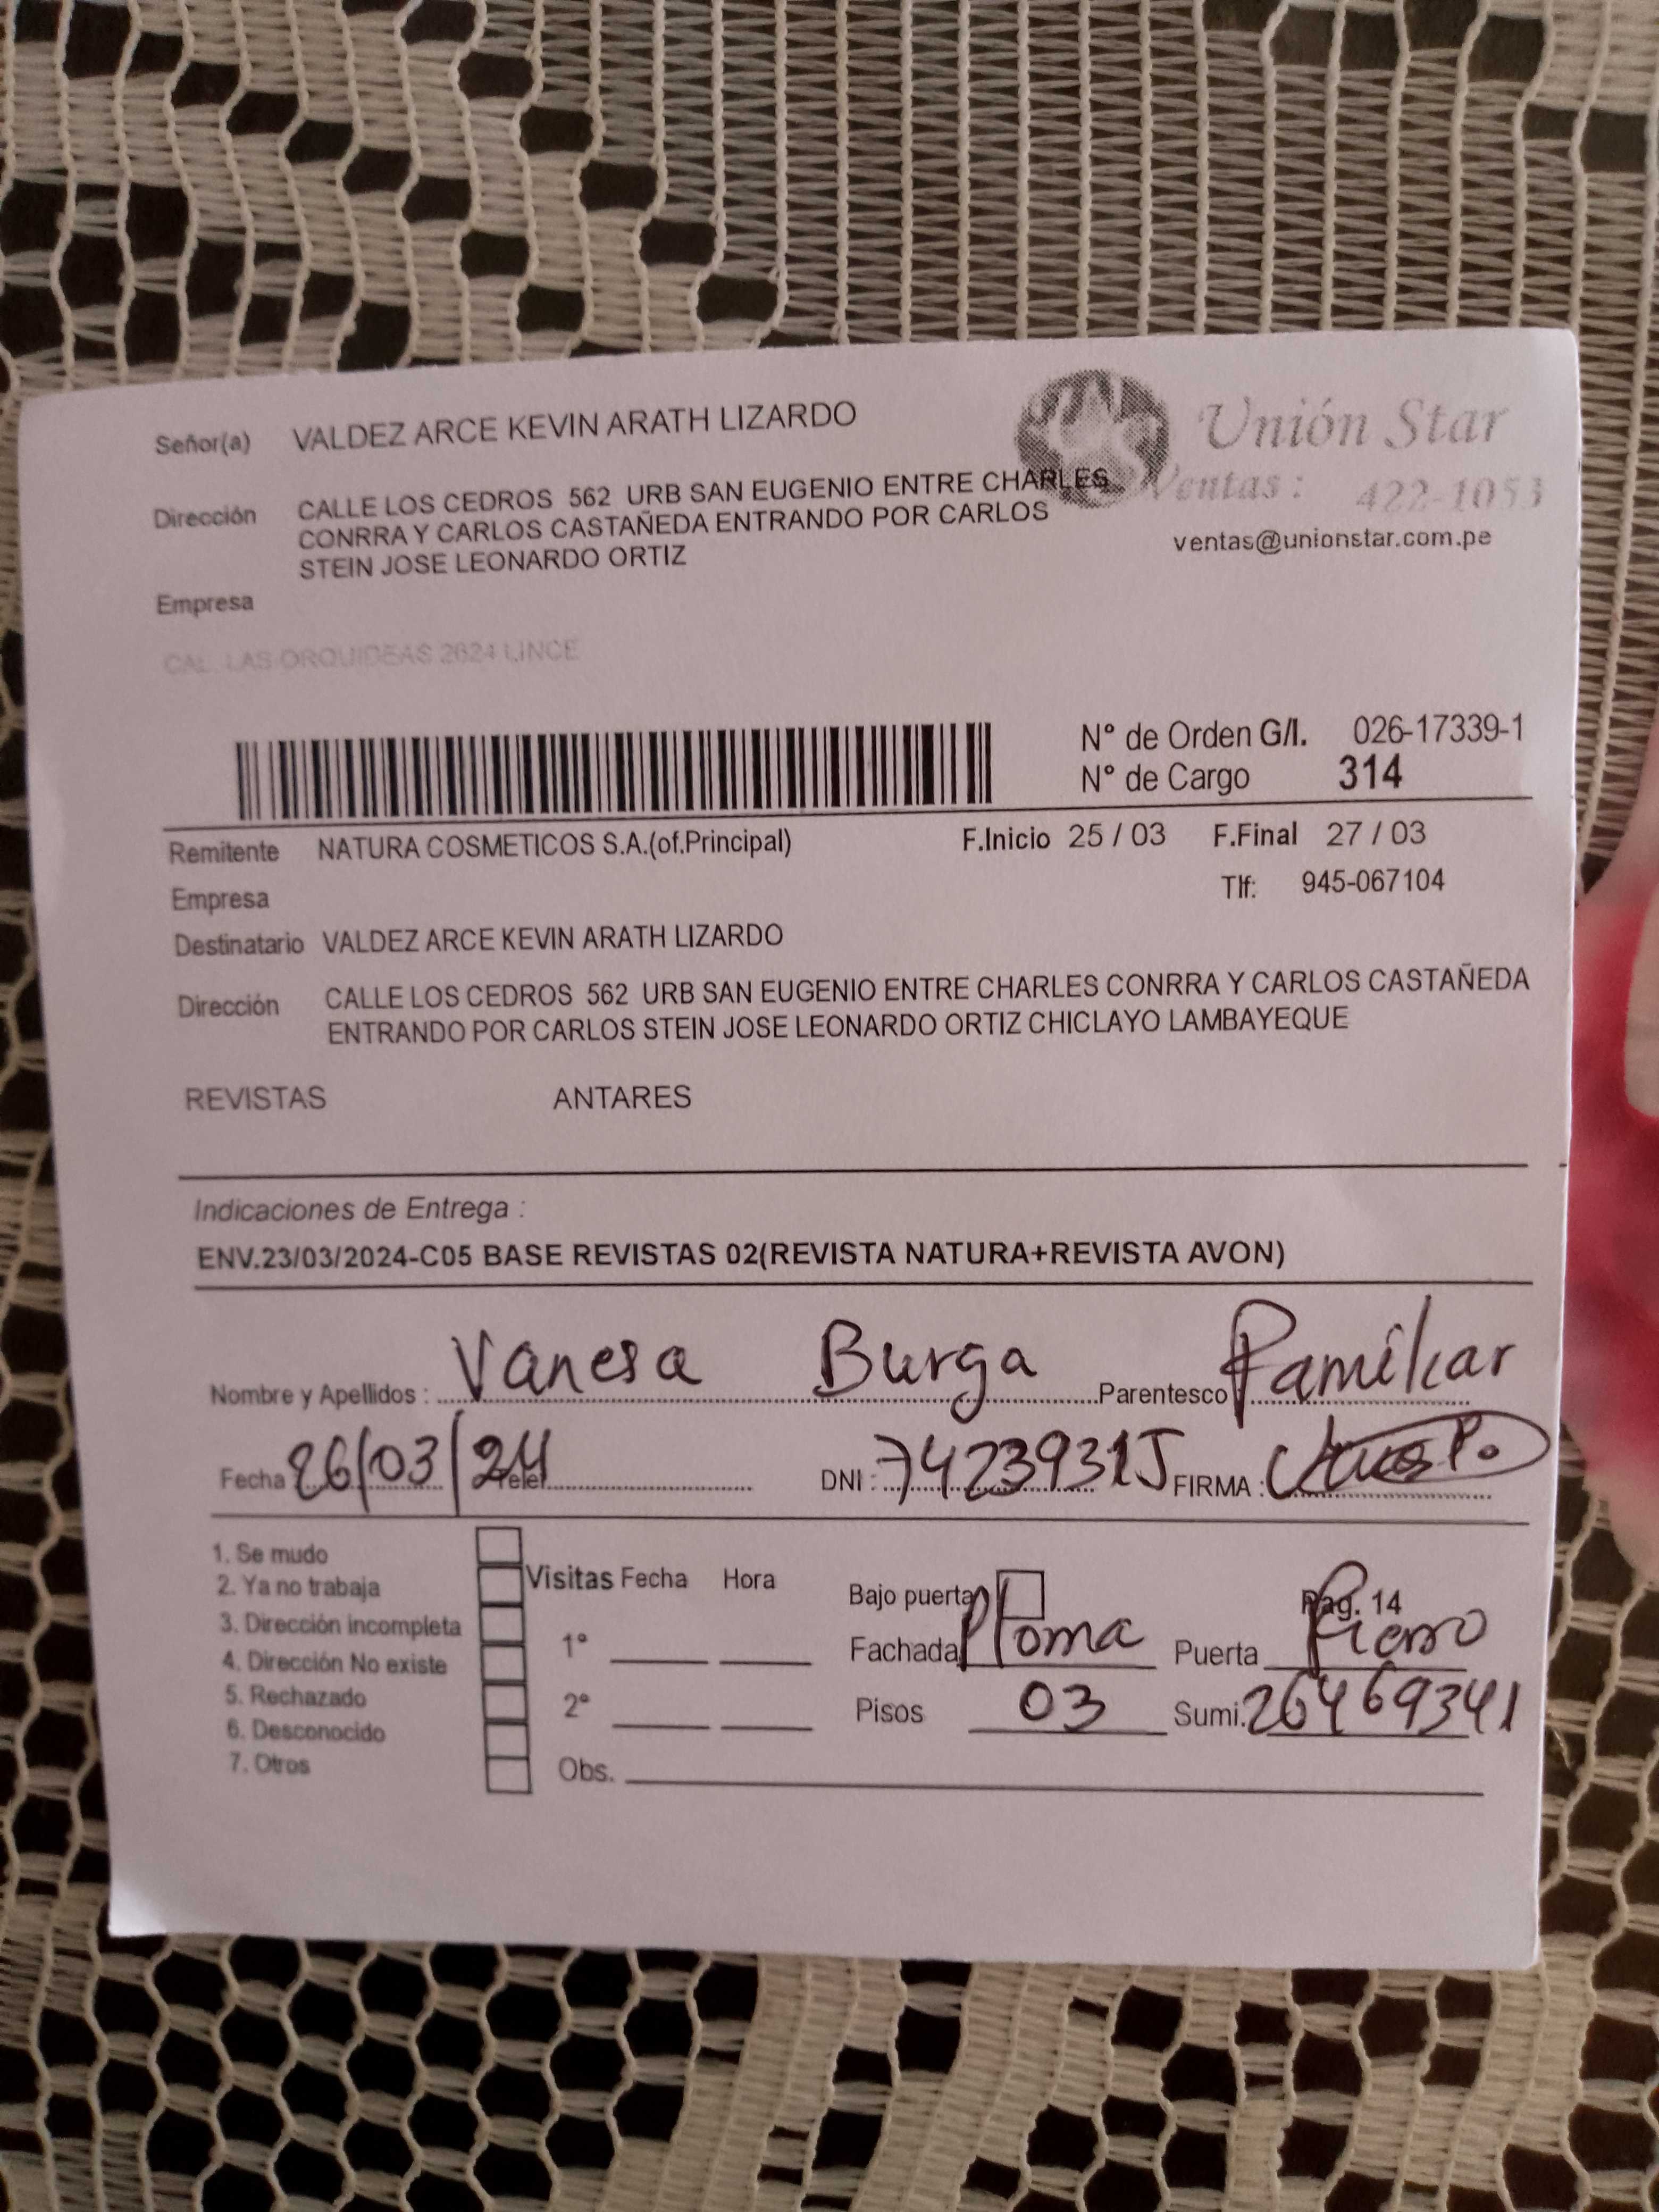 Señor(a) VALDEZ ARCE KEVIN ARATH LIZARDO
Unión Star
Ventas : 422-1053
ventas@unionstar.com.pe
Dirección CALLE LOS CEDROS 562 URB SAN EUGENIO ENTRE CHARLES
CONRRA Y CARLOS CASTAÑEDA ENTRANDO POR CARLOS
STEIN JOSE LEONARDO ORTIZ
Empresa
CAL. LAS ORQUIDEAS 2624 LINCE
N° de Orden G/I. 026-17339-1
N° de Cargo 314
Remitente NATURA COSMETICOS S.A.(of.Principal) F.Inicio 25 / 03 F.Final 27 / 03
Empresa Tlf: 945-067104
Destinatario VALDEZ ARCE KEVIN ARATH LIZARDO
Dirección CALLE LOS CEDROS 562 URB SAN EUGENIO ENTRE CHARLES CONRRA Y CARLOS CASTAÑEDA
ENTRANDO POR CARLOS STEIN JOSE LEONARDO ORTIZ CHICLAYO LAMBAYEQUE
REVISTAS ANTARES
Indicaciones de Entrega :
ENV.23/03/2024-C05 BASE REVISTAS 02(REVISTA NATURA+REVISTA AVON)
Nombre y Apellidos : Vanesa Burga Parentesco Familiar
Fecha 26/03/24 Telef DNI : FIRMA :
1. Se mudo
2. Ya no trabaja
3. Dirección incompleta
4. Dirección No existe
5. Rechazado
6. Desconocido
7. Otros
Visitas Fecha Hora
1°
2°
Obs.
Bajo puerta Pag. 14
Fachada Ploma Puerta Fierro
Pisos 03 Sumi. 26469341